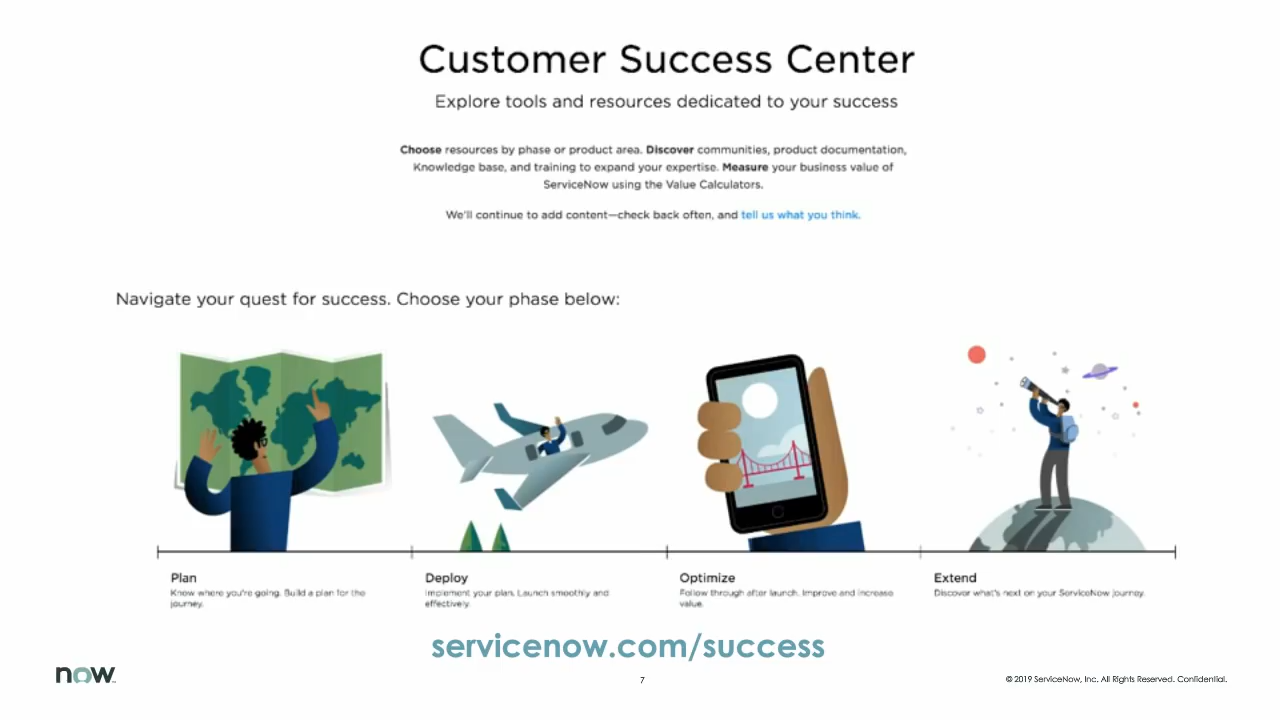 Customer Success Center
Explore tools and resources dedicated to your success
Choose resources by phase or product area. Discover communities, product documentation,
Knowledge base, and training to expand your expertise. Measure your business value of
ServiceNow using the Value Calculators.
We'll continue to add content—check back often, and tell us what you think.
Navigate your quest for success. Choose your phase below:
Plan
Know where you're going. Build a plan for the
journey.
Deploy
Implement your plan. Launch smoothly and
effectively.
Optimize
Follow through after launch. Improve and increase
value.
Extend
Discover what's next on your ServiceNow journey.
servicenow.com/success
now
7
© 2019 ServiceNow, Inc. All Rights Reserved. Confidential.